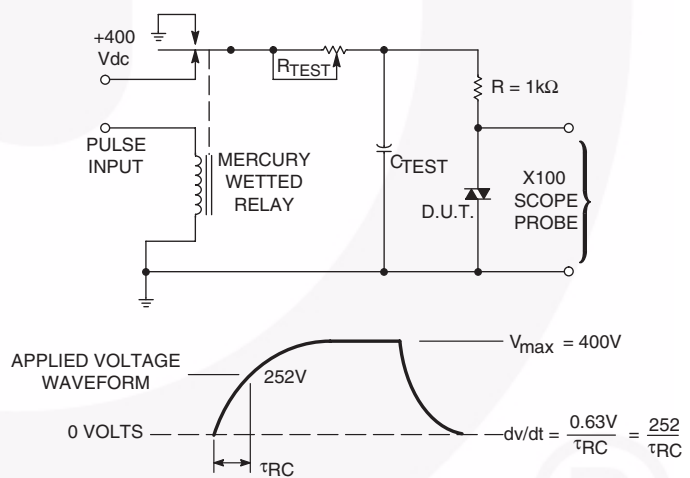 +400
Vdc
RTEST
R = 1kΩ
PULSE
INPUT
MERCURY
WETTED
RELAY
CTEST
D.U.T.
X100
SCOPE
PROBE
Vmax = 400V
APPLIED VOLTAGE
WAVEFORM
252V
0 VOLTS
dv/dt = 0.63V/τRC = 252/τRC
τRC